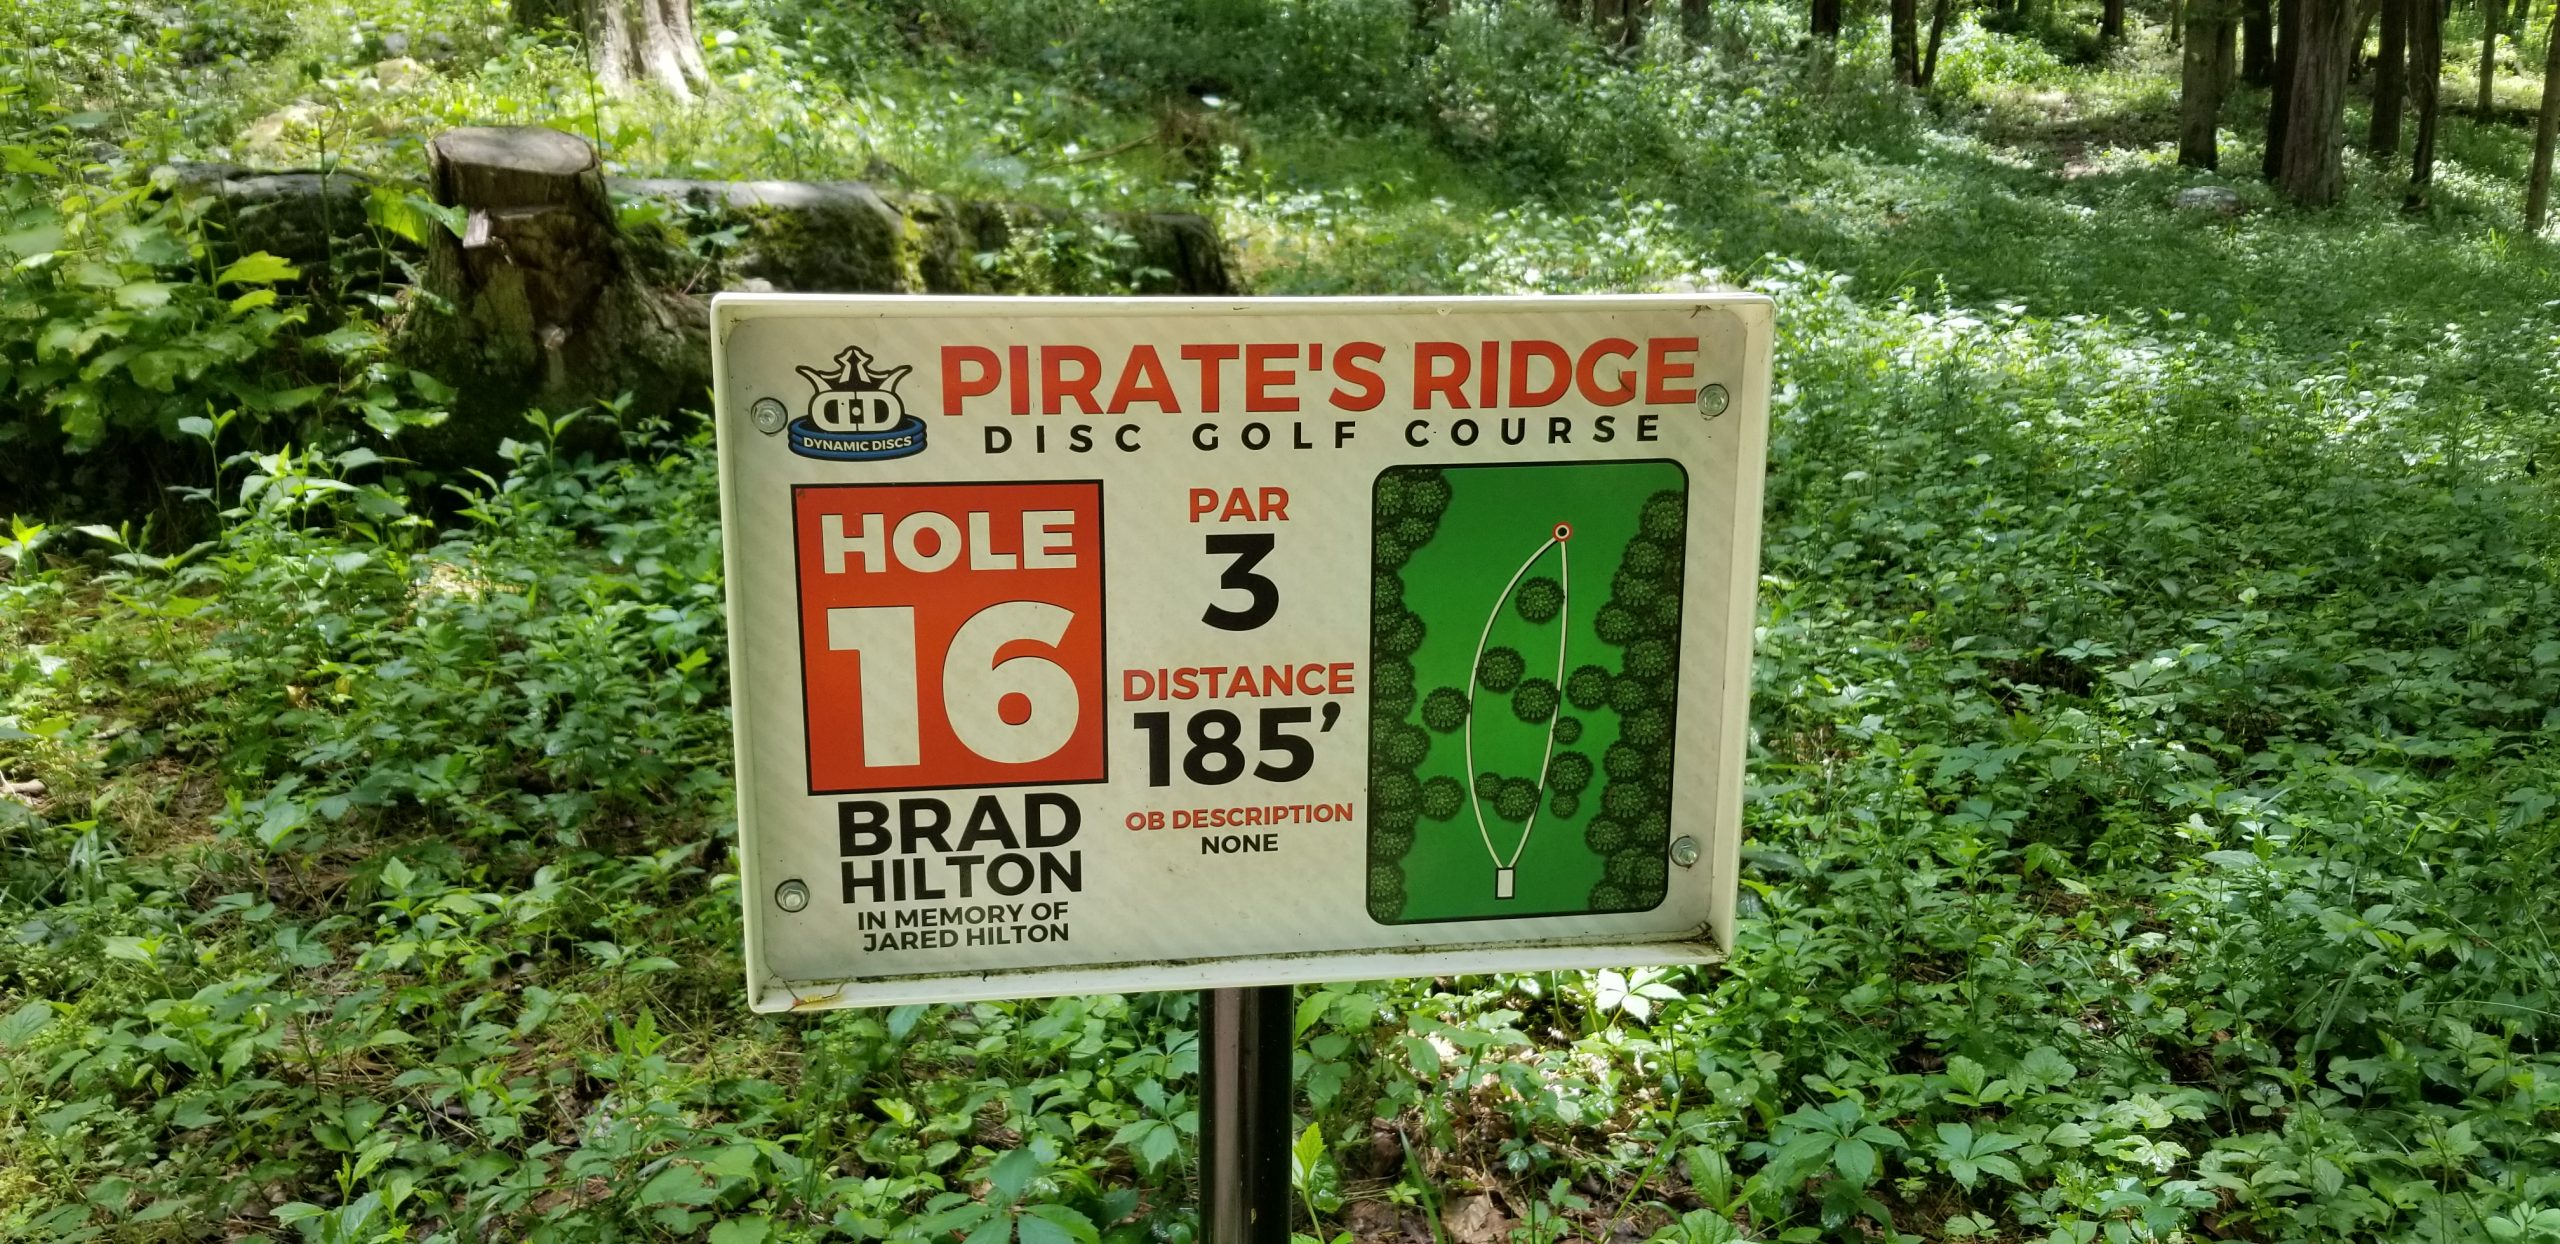 PIRATE'S RIDGE
DISC GOLF COURSE
DD
DYNAMIC DISCS
HOLE
16
BRAD
HILTON
IN MEMORY OF
JARED HILTON
PAR
3
DISTANCE
185’
OB DESCRIPTION
NONE